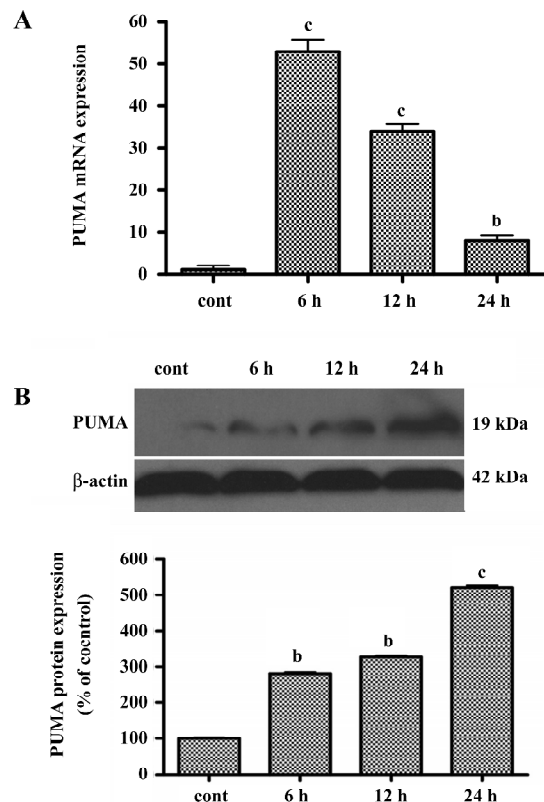 A
PUMA mRNA expression
60
50
40
30
20
10
0
c
c
b
cont 6 h 12 h 24 h
B
cont 6 h 12 h 24 h
PUMA 19 kDa
β-actin 42 kDa
PUMA protein expression
(% of cocntrol)
600
500
400
300
200
100
0
b
b
c
cont 6 h 12 h 24 h